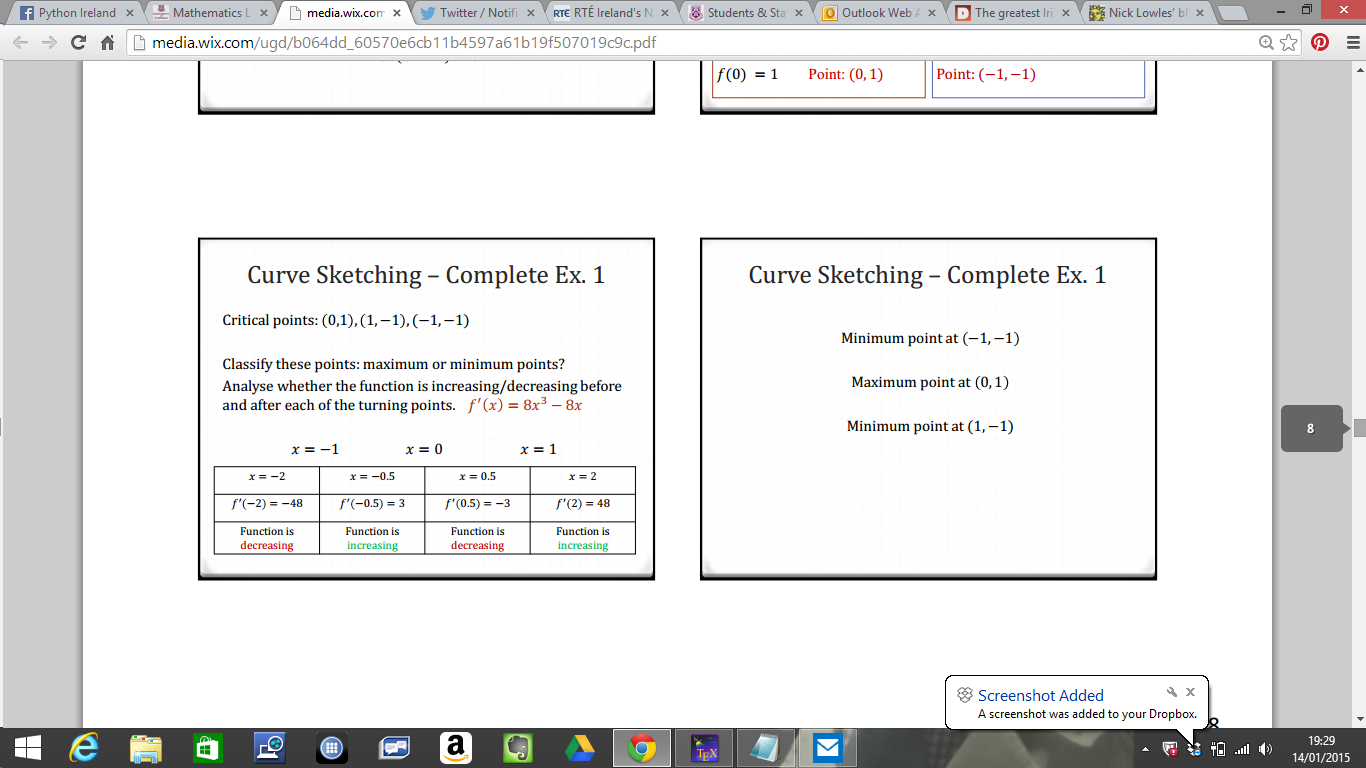 Python Ireland
Mathematics L
media.wix.com
Twitter / Notifi
RTÉ RTÉ Ireland's N
Students & Sta
Outlook Web A
The greatest Iri
Nick Lowles' bl
media.wix.com/ugd/b064dd_60570e6cb11b4597a61b19f507019c9c.pdf
f(0) = 1 Point: (0, 1)
Point: (−1, −1)
Curve Sketching – Complete Ex. 1
Critical points: (0,1), (1, −1), (−1, −1)
Classify these points: maximum or minimum points?
Analyse whether the function is increasing/decreasing before
and after each of the turning points. f′(x) = 8x³ − 8x
x = −1 x = 0 x = 1
x = −2 x = −0.5 x = 0.5 x = 2
f′(−2) = −48 f′(−0.5) = 3 f′(0.5) = −3 f′(2) = 48
Function is Function is Function is Function is
decreasing increasing decreasing increasing
Curve Sketching – Complete Ex. 1
Minimum point at (−1, −1)
Maximum point at (0, 1)
Minimum point at (1, −1)
8
Screenshot Added
A screenshot was added to your Dropbox.
8
TEX
19:29
14/01/2015